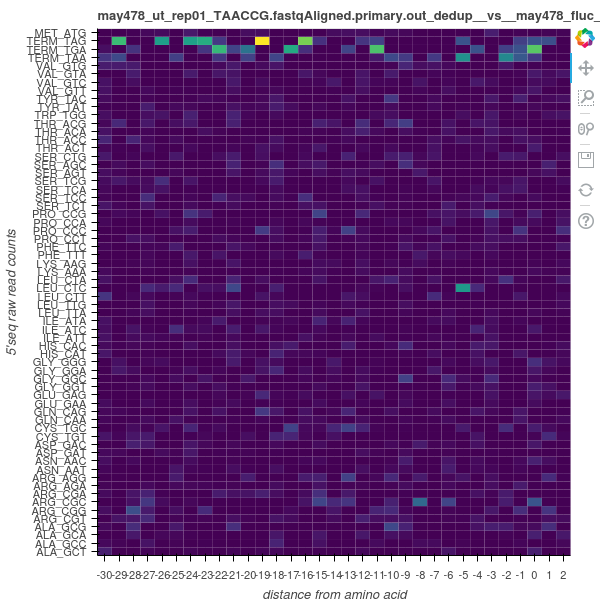 may478_ut_rep01_TAACCG.fastqAligned.primary.out_dedup__vs__may478_fluc_
MET_ATG
TERM_TAG
TERM_TGA
TERM_TAA
VAL_GTG
VAL_GTA
VAL_GTC
VAL_GTT
TYR_TAC
TYR_TAT
TRP_TGG
THR_ACG
THR_ACA
THR_ACC
THR_ACT
SER_CTG
SER_AGC
SER_AGT
SER_TCG
SER_TCA
SER_TCC
SER_TCT
PRO_CCG
PRO_CCA
PRO_CCC
PRO_CCT
PHE_TTC
PHE_TTT
LYS_AAG
LYS_AAA
LEU_CTA
LEU_CTC
LEU_CTT
LEU_TTG
LEU_TTA
ILE_ATA
ILE_ATC
ILE_ATT
HIS_CAC
HIS_CAT
GLY_GGG
GLY_GGA
GLY_GGC
GLY_GGT
GLU_GAG
GLU_GAA
GLN_CAG
GLN_CAA
CYS_TGC
CYS_TGT
ASP_GAC
ASP_GAT
ASN_AAC
ASN_AAT
ARG_AGG
ARG_AGA
ARG_CGA
ARG_CGC
ARG_CGG
ARG_CGT
ALA_GCG
ALA_GCA
ALA_GCC
ALA_GCT
5'seq raw read counts
-30 -29 -28 -27 -26 -25 -24 -23 -22 -21 -20 -19 -18 -17 -16 -15 -14 -13 -12 -11 -10 -9 -8 -7 -6 -5 -4 -3 -2 -1 0 1 2
distance from amino acid